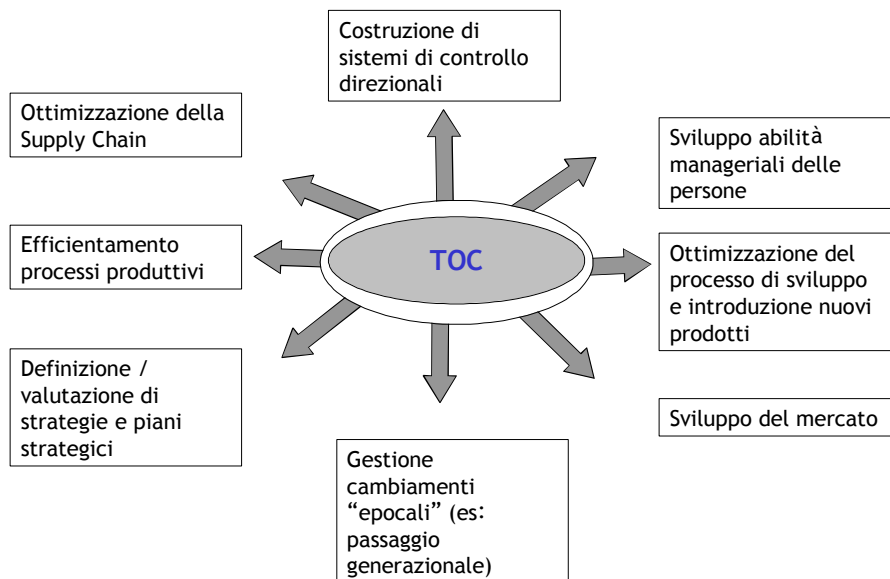 Costruzione di
sistemi di controllo
direzionali
Ottimizzazione della
Supply Chain
Sviluppo abilità
manageriali delle
persone
Efficientamento
processi produttivi
TOC
Ottimizzazione del
processo di sviluppo
e introduzione nuovi
prodotti
Definizione /
valutazione di
strategie e piani
strategici
Sviluppo del mercato
Gestione
cambiamenti
“epocali” (es:
passaggio
generazionale)